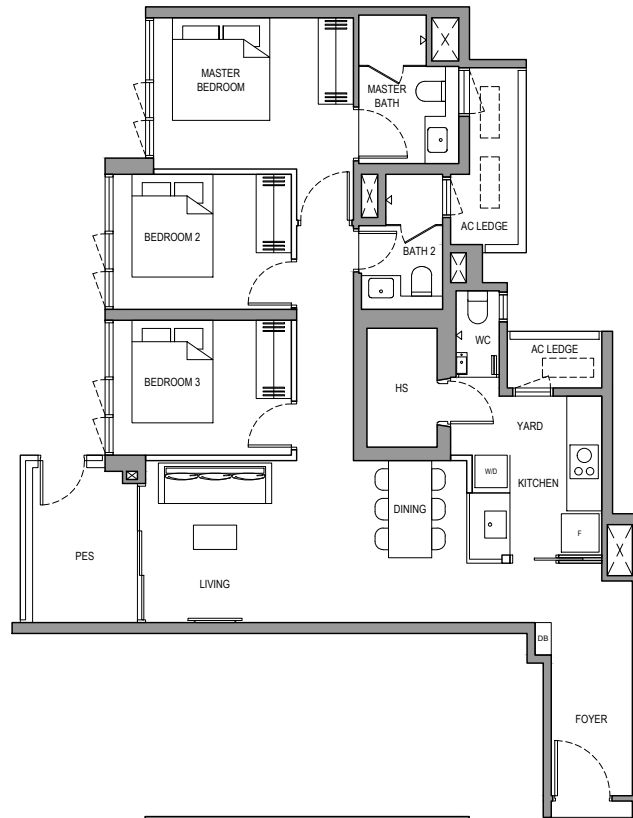 MASTER
BEDROOM
MASTER
BATH
AC LEDGE
BEDROOM 2
BATH 2
WC
AC LEDGE
BEDROOM 3
HS
YARD
W/D
KITCHEN
DINING
F
PES
LIVING
DB
FOYER